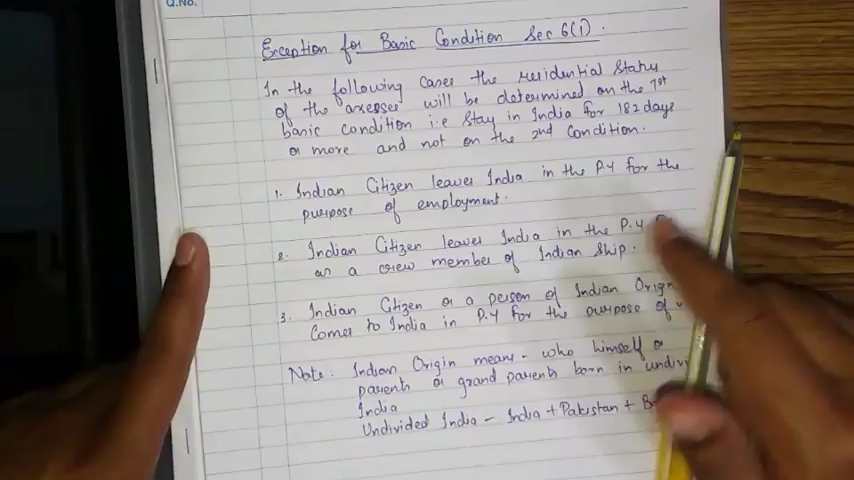 Q.No.
Exception for Basic Condition Sec 6(1).
In the following cases the residential status
of the assessee will be determined on the 1st
basic condition i.e stay in India for 182 days
or more and not on the 2nd condition.
1. Indian Citizen leaves India in the P.Y for the
purpose of employment.
2. Indian Citizen leaves India in the P.Y
as a crew member of Indian Ship.
3. Indian Citizen or a person of Indian Origin
Comes to India in P.Y for the purpose of
Note: Indian Origin means - who himself or
parents or grand parents born in
India
Undivided India - India + Pakistan +